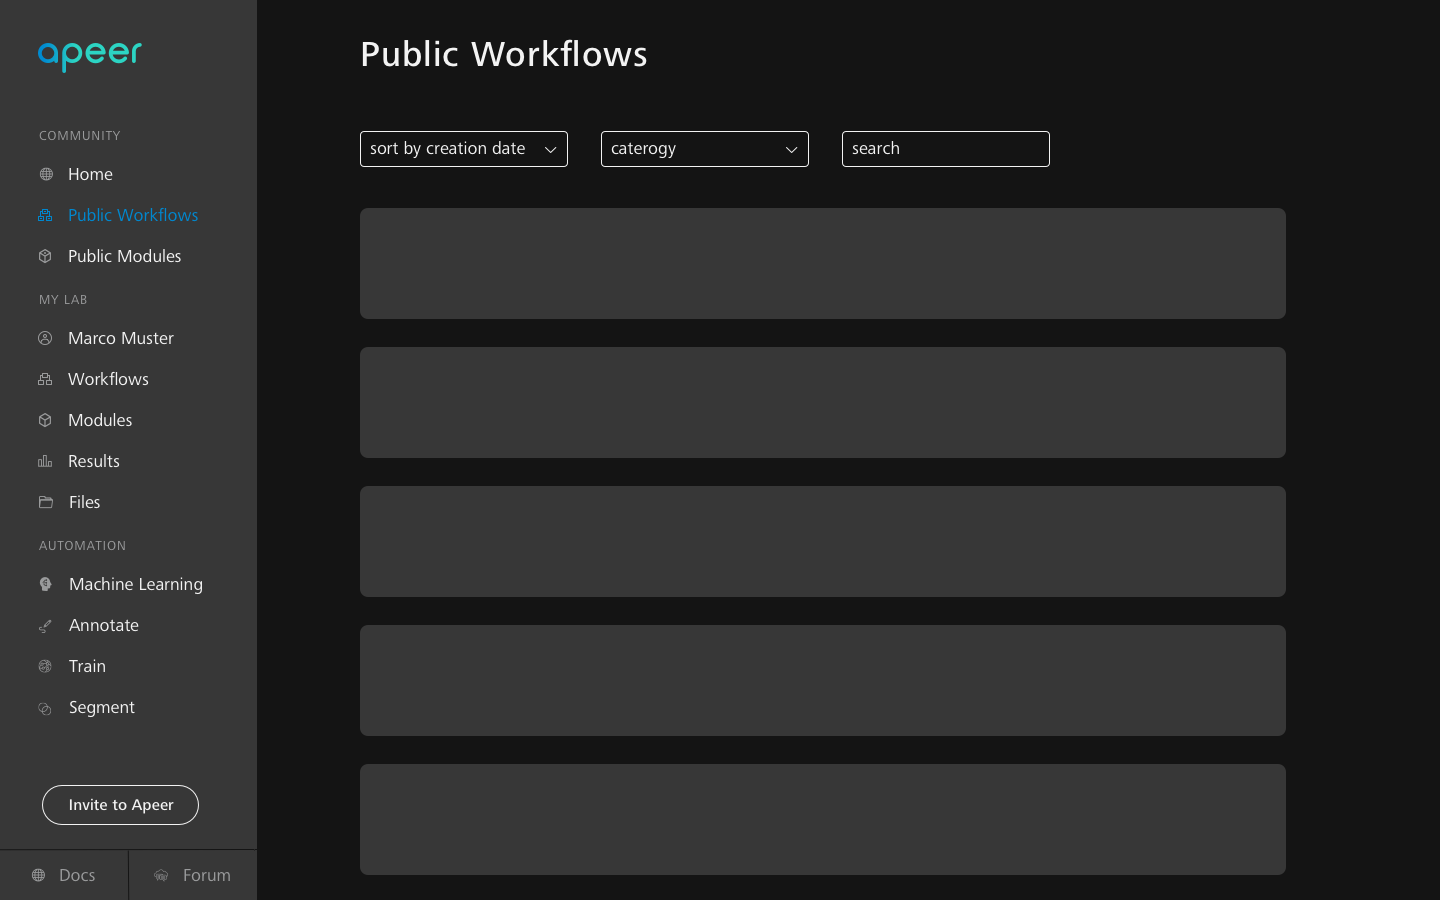 apeer
COMMUNITY
Home
Public Workflows
Public Modules
MY LAB
Marco Muster
Workflows
Modules
Results
Files
AUTOMATION
Machine Learning
Annotate
Train
Segment
Invite to Apeer
Docs
Forum
Public Workflows
sort by creation date
caterogy
search